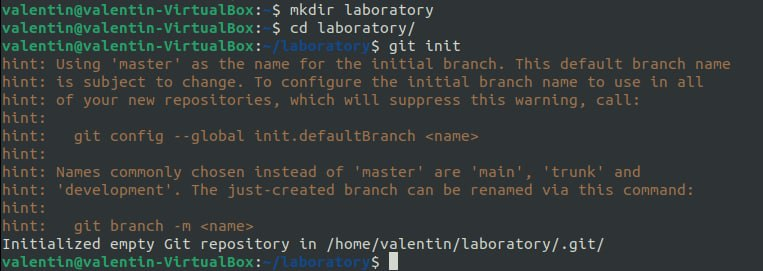 valentin@valentin-VirtualBox:~$ mkdir laboratory
valentin@valentin-VirtualBox:~$ cd laboratory/
valentin@valentin-VirtualBox:~/laboratory$ git init
hint: Using 'master' as the name for the initial branch. This default branch name
hint: is subject to change. To configure the initial branch name to use in all
hint: of your new repositories, which will suppress this warning, call:
hint:
hint:   git config --global init.defaultBranch <name>
hint:
hint: Names commonly chosen instead of 'master' are 'main', 'trunk' and
hint: 'development'. The just-created branch can be renamed via this command:
hint:
hint:   git branch -m <name>
Initialized empty Git repository in /home/valentin/laboratory/.git/
valentin@valentin-VirtualBox:~/laboratory$